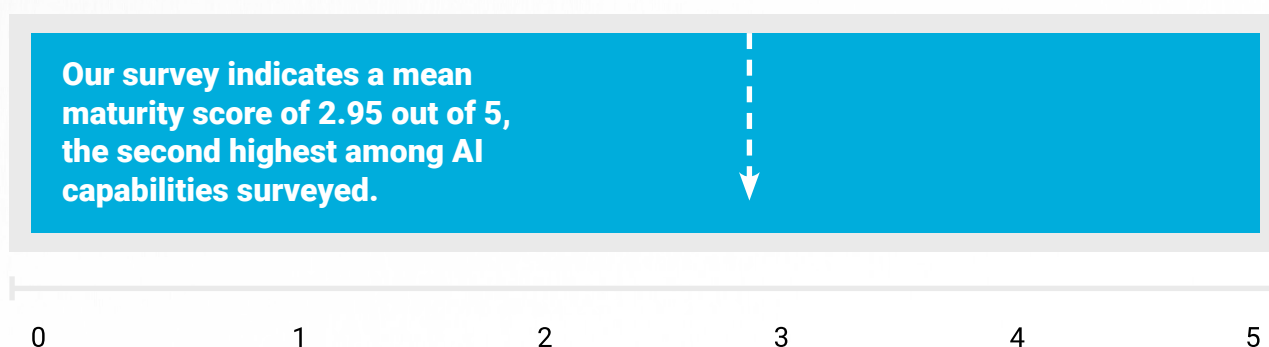 Our survey indicates a mean
maturity score of 2.95 out of 5,
the second highest among AI
capabilities surveyed.
0 1 2 3 4 5